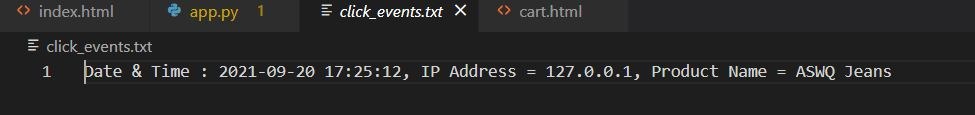 index.html app.py 1 click_events.txt cart.html
click_events.txt
1 Date & Time : 2021-09-20 17:25:12, IP Address = 127.0.0.1, Product Name = ASWQ Jeans